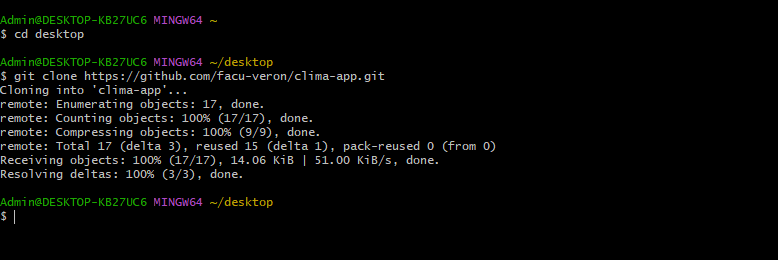 Admin@DESKTOP-KB27UC6 MINGW64 ~
$ cd desktop
Admin@DESKTOP-KB27UC6 MINGW64 ~/desktop
$ git clone https://github.com/facu-veron/clima-app.git
Cloning into 'clima-app'...
remote: Enumerating objects: 17, done.
remote: Counting objects: 100% (17/17), done.
remote: Compressing objects: 100% (9/9), done.
remote: Total 17 (delta 3), reused 15 (delta 1), pack-reused 0 (from 0)
Receiving objects: 100% (17/17), 14.06 KiB | 51.00 KiB/s, done.
Resolving deltas: 100% (3/3), done.
Admin@DESKTOP-KB27UC6 MINGW64 ~/desktop
$